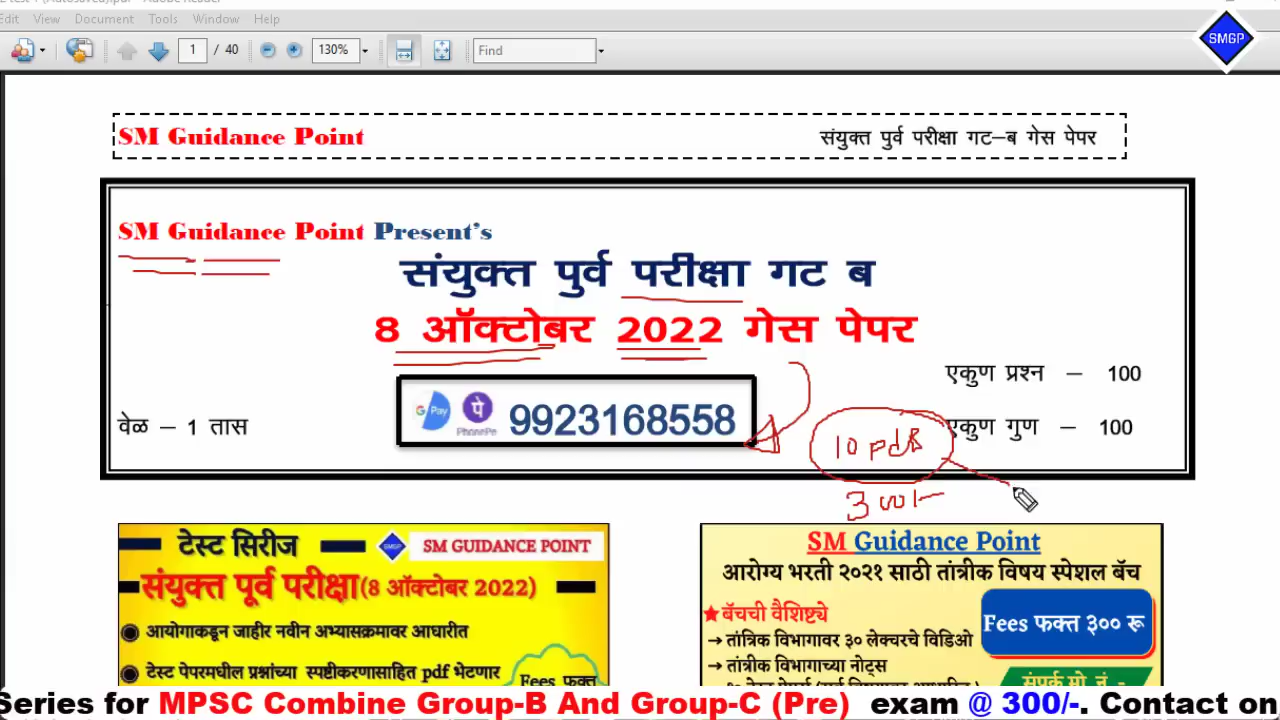 Edit View Document Tools Window Help
1 / 40 130% Find
SMGP
SM Guidance Point संयुक्त पुर्व परीक्षा गट–ब गेस पेपर
SM Guidance Point Present's
संयुक्त पुर्व परीक्षा गट ब
8 ऑक्टोबर 2022 गेस पेपर
एकुण प्रश्न – 100
G Pay पे PhonePe 9923168558
वेळ – 1 तास
एकुण गुण – 100
10 pdf
300/-
टेस्ट सिरीज SMGP SM GUIDANCE POINT
संयुक्त पूर्व परीक्षा(8 ऑक्टोबर 2022)
आयोगाकडून जाहीर नवीन अभ्यासक्रमावर आधारीत
टेस्ट पेपरमधील प्रश्नांच्या स्पष्टीकरणासहित pdf भेटणार
Fees फक्त
SM Guidance Point
आरोग्य भरती २०२१ साठी तांत्रीक विषय स्पेशल बॅच
★बॅचची वैशिष्ट्ये
→ तांत्रिक विभागावर ३० लेक्चरचे विडिओ
→ तांत्रीक विभागाच्या नोट्स
Fees फक्त ३०० रू
संपर्क मो. नं. -
Series for MPSC Combine Group-B And Group-C (Pre) exam @ 300/-. Contact on